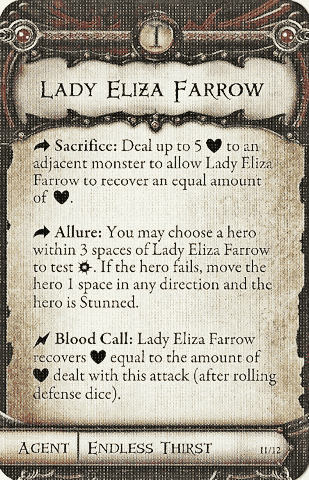 I
LADY ELIZA FARROW
Sacrifice: Deal up to 5 to an
adjacent monster to allow Lady Eliza
Farrow to recover an equal amount
of .
Allure: You may choose a hero
within 3 spaces of Lady Eliza Farrow
to test . If the hero fails, move the
hero 1 space in any direction and the
hero is Stunned.
Blood Call: Lady Eliza Farrow
recovers equal to the amount of
dealt with this attack (after rolling
defense dice).
AGENT | ENDLESS THIRST 11/12